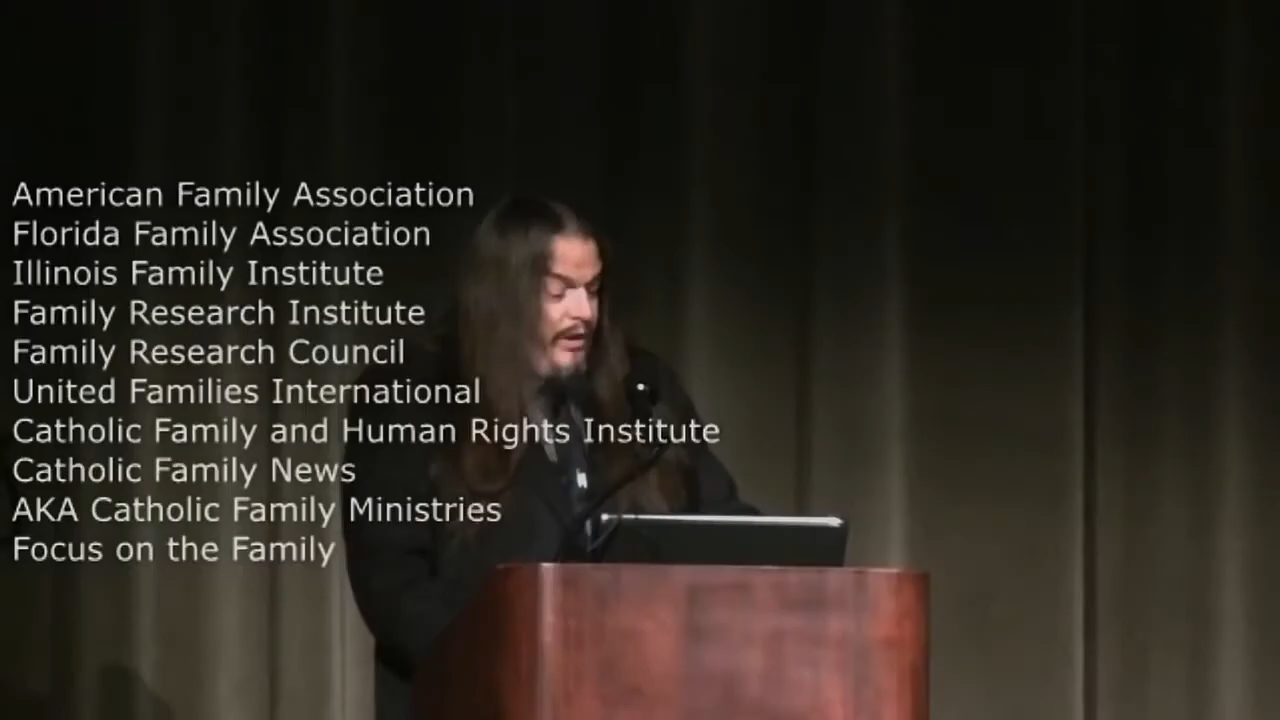 American Family Association
Florida Family Association
Illinois Family Institute
Family Research Institute
Family Research Council
United Families International
Catholic Family and Human Rights Institute
Catholic Family News
AKA Catholic Family Ministries
Focus on the Family